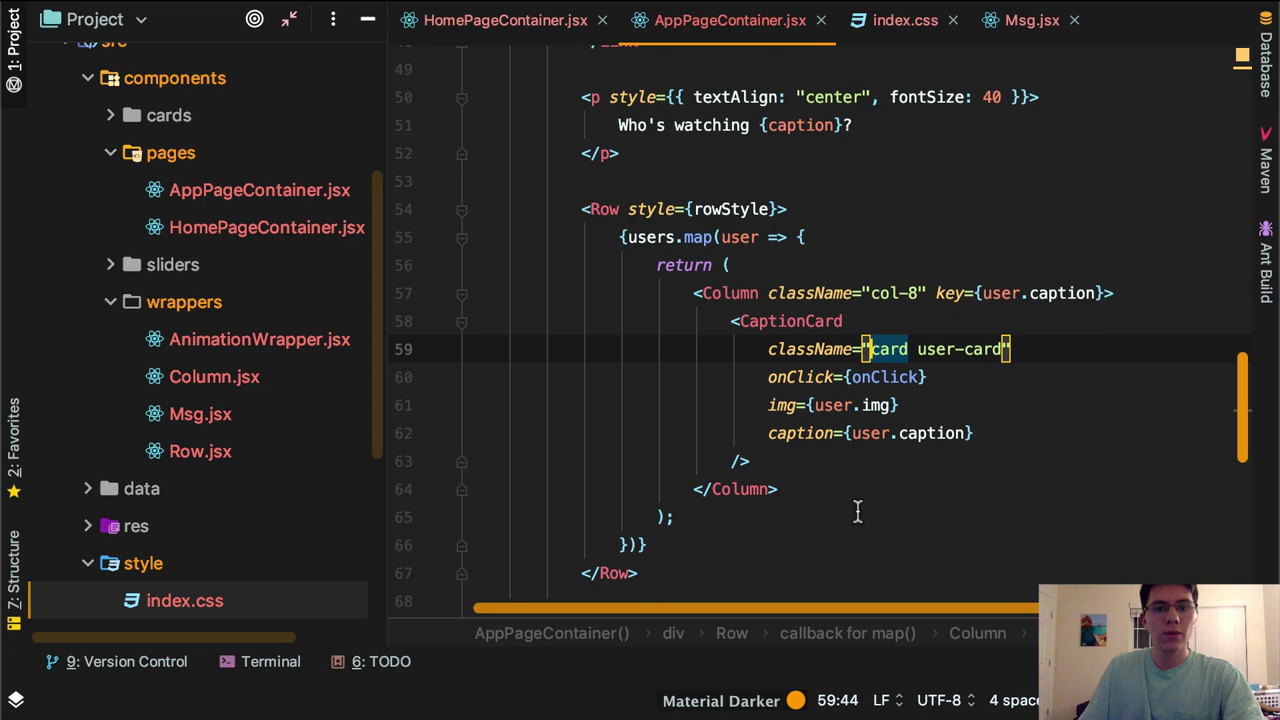 1: Project
2: Favorites
7: Structure
Project
src
components
cards
pages
AppPageContainer.jsx
HomePageContainer.jsx
sliders
wrappers
AnimationWrapper.jsx
Column.jsx
Msg.jsx
Row.jsx
data
res
style
index.css
HomePageContainer.jsx
AppPageContainer.jsx
index.css
Msg.jsx
49
50 <p style={{ textAlign: "center", fontSize: 40 }}>
51 Who's watching {caption}?
52 </p>
53
54 <Row style={rowStyle}>
55 {users.map(user => {
56 return (
57 <Column className="col-8" key={user.caption}>
58 <CaptionCard
59 className="card user-card"
60 onClick={onClick}
61 img={user.img}
62 caption={user.caption}
63 />
64 </Column>
65 );
66 })}
67 </Row>
68
AppPageContainer() div Row callback for map() Column
Database
Maven
Ant Build
9: Version Control Terminal 6: TODO
Material Darker 59:44 LF UTF-8 4 spac